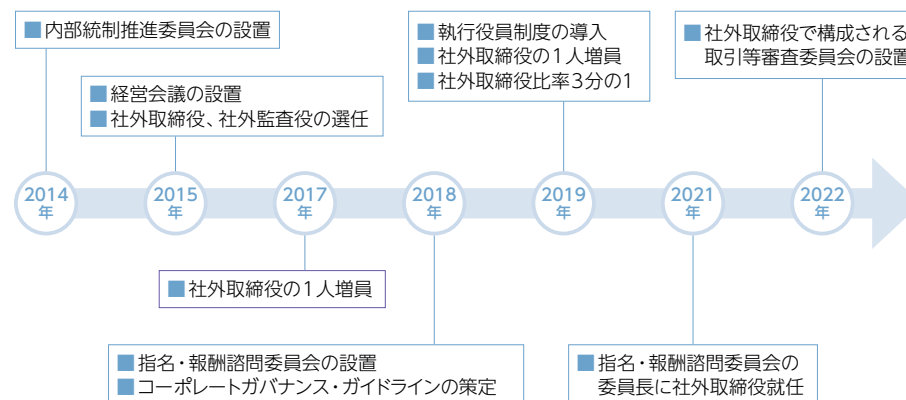 ■内部統制推進委員会の設置
■経営会議の設置
■社外取締役、社外監査役の選任
■執行役員制度の導入
■社外取締役の1人増員
■社外取締役比率3分の1
■社外取締役で構成される
取引等審査委員会の設置
2014
年
2015
年
2017
年
2018
年
2019
年
2021
年
2022
年
■社外取締役の1人増員
■指名・報酬諮問委員会の設置
■コーポレートガバナンス・ガイドラインの策定
■指名・報酬諮問委員会の
委員長に社外取締役就任